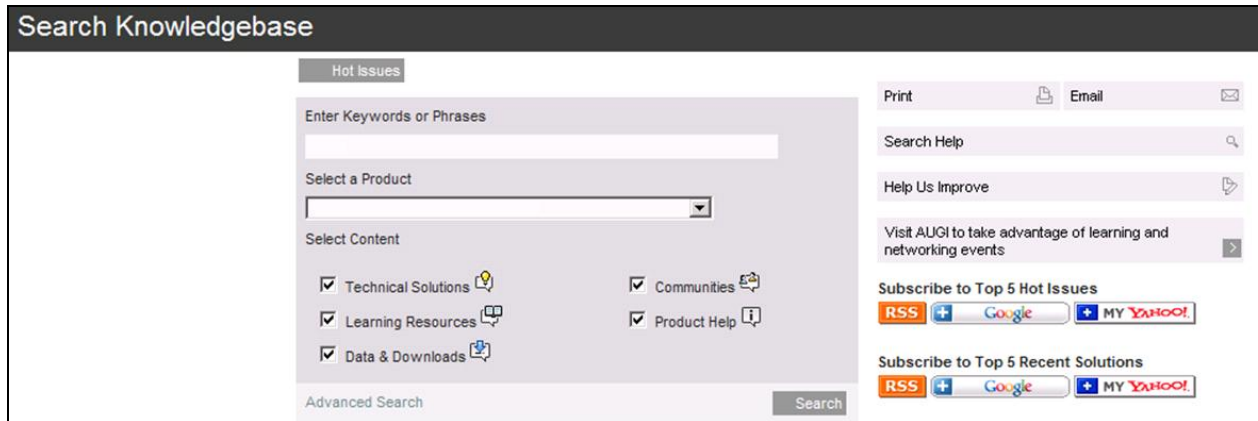 Search Knowledgebase
Hot Issues
Enter Keywords or Phrases
Select a Product
Select Content
Technical Solutions
Communities
Learning Resources
Product Help
Data & Downloads
Advanced Search
Search
Print
Email
Search Help
Help Us Improve
Visit AUGI to take advantage of learning and
networking events
Subscribe to Top 5 Hot Issues
RSS
Google
MY YAHOO!
Subscribe to Top 5 Recent Solutions
RSS
Google
MY YAHOO!